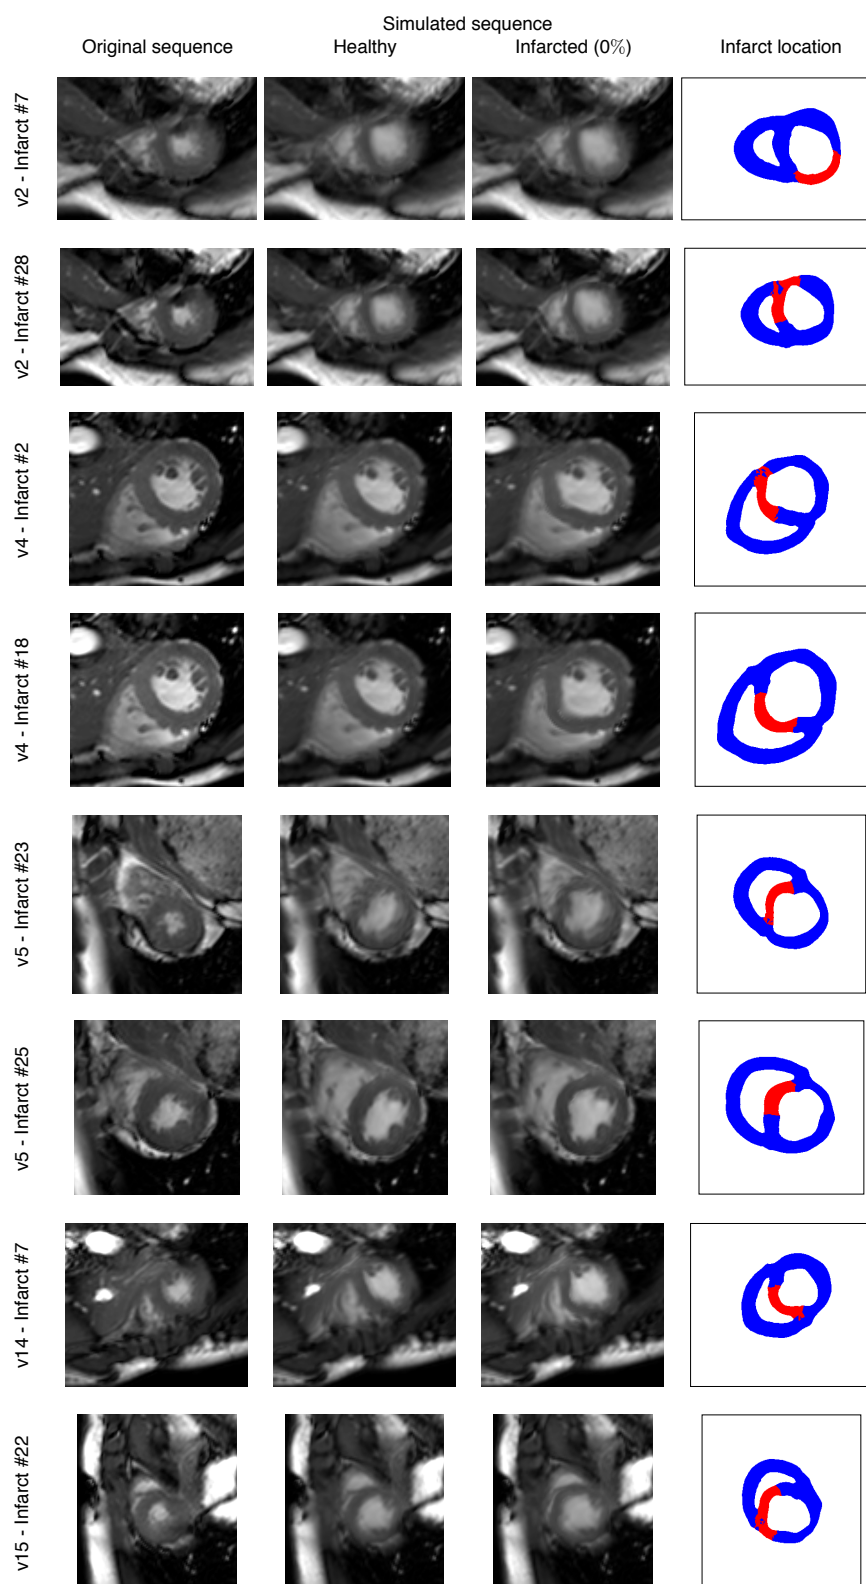 Simulated sequence
Original sequence Healthy Infarcted (0%) Infarct location
v2 - Infarct #7
v2 - Infarct #28
v4 - Infarct #2
v4 - Infarct #18
v5 - Infarct #23
v5 - Infarct #25
v14 - Infarct #7
v15 - Infarct #22